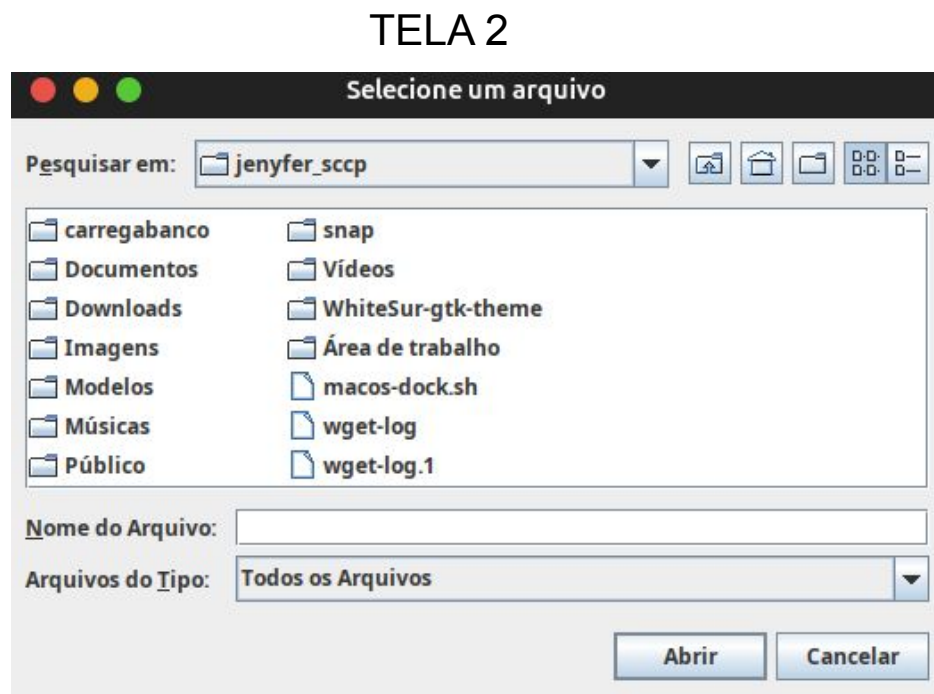 TELA 2
Selecione um arquivo
Pesquisar em: jenyfer_sccp
carregabanco
Documentos
Downloads
Imagens
Modelos
Músicas
Público
snap
Vídeos
WhiteSur-gtk-theme
Área de trabalho
macos-dock.sh
wget-log
wget-log.1
Nome do Arquivo:
Arquivos do Tipo: Todos os Arquivos
Abrir Cancelar